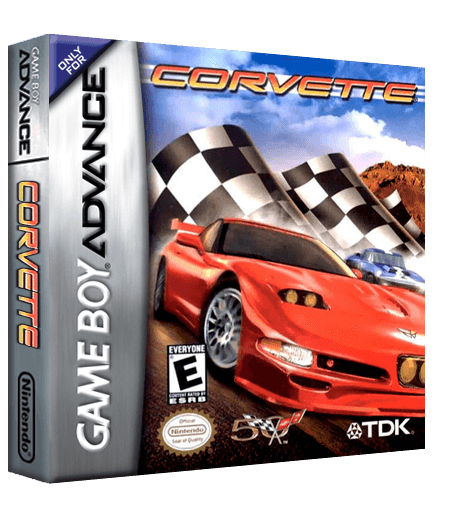 GAME BOY
ADVANCE
CORVETTE
Nintendo
ONLY
FOR
GAME BOY ADVANCE
CORVETTE
EVERYONE
E
CONTENT RATED BY
ESRB
Official
Nintendo
Seal of Quality
50
TDK